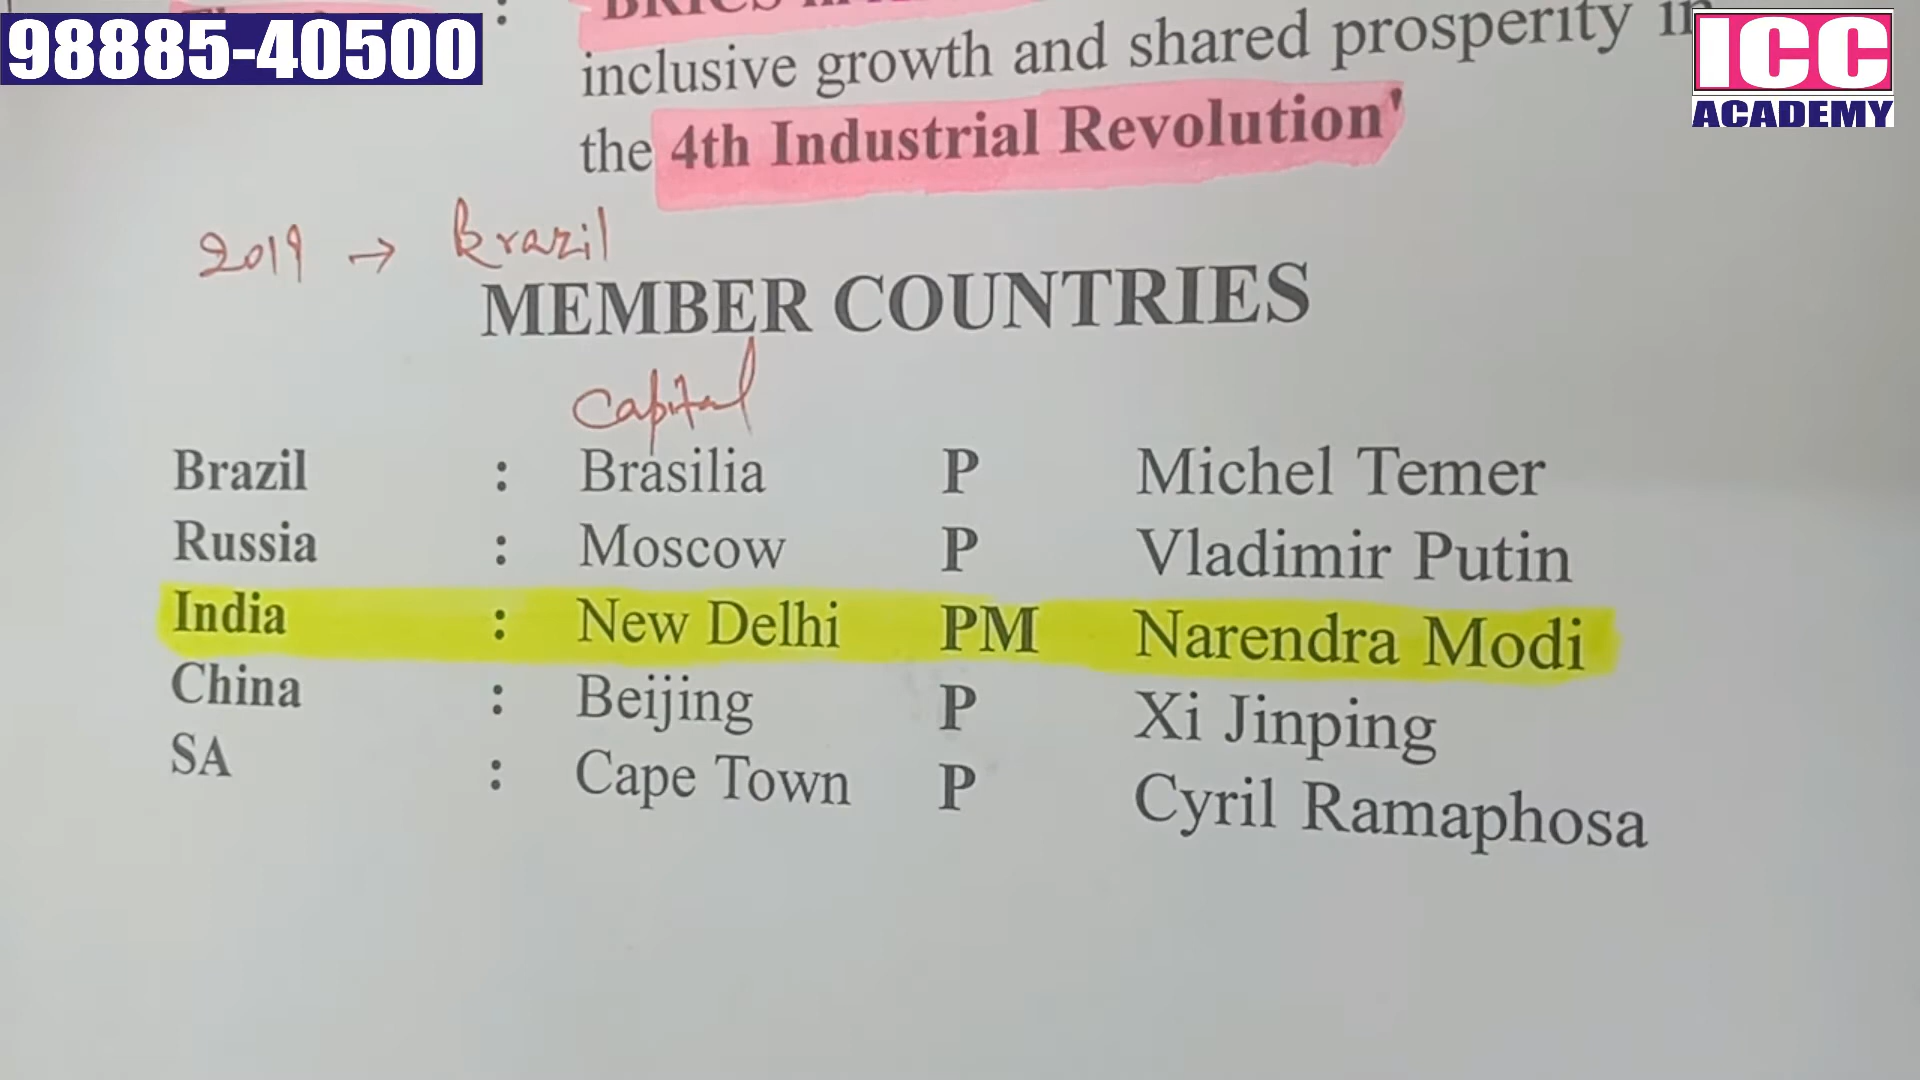 98885-40500
ICC
ACADEMY
:
inclusive growth and shared prosperity in
the 4th Industrial Revolution'
2019 → Brazil
MEMBER COUNTRIES
Capital
Brazil : Brasilia P Michel Temer
Russia : Moscow P Vladimir Putin
India : New Delhi PM Narendra Modi
China : Beijing P Xi Jinping
SA : Cape Town P Cyril Ramaphosa